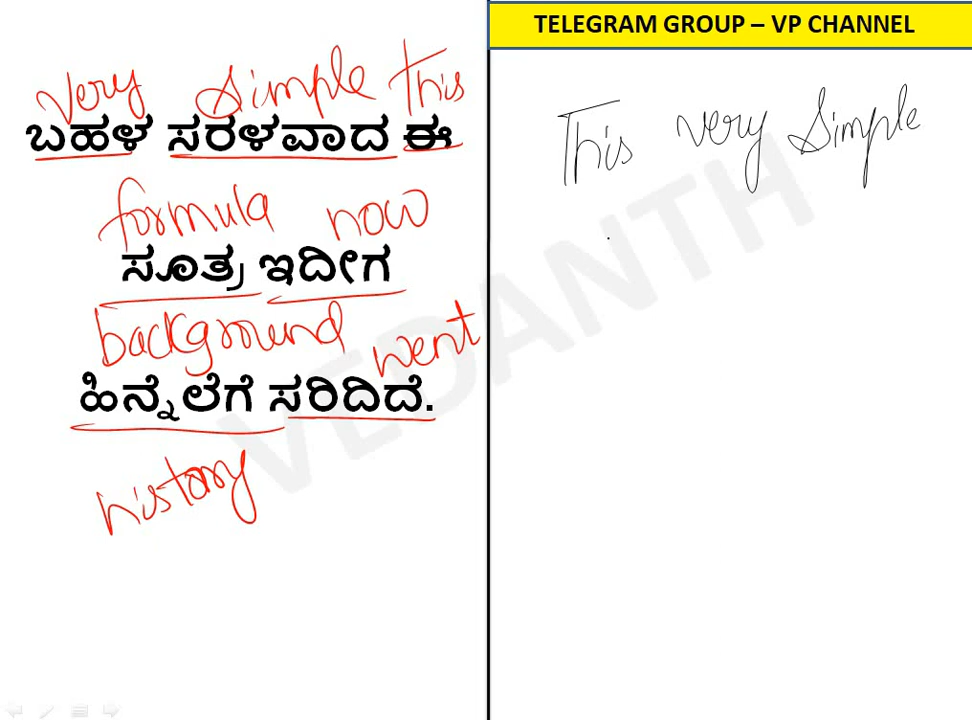 very simple This
ಬಹಳ ಸರಳವಾದ ಈ
formula now
ಸೂತ್ರ ಇದೀಗ
background went
ಹಿನ್ನೆಲೆಗೆ ಸರಿದಿದೆ.
history
TELEGRAM GROUP – VP CHANNEL
This very simple
VEDANTH